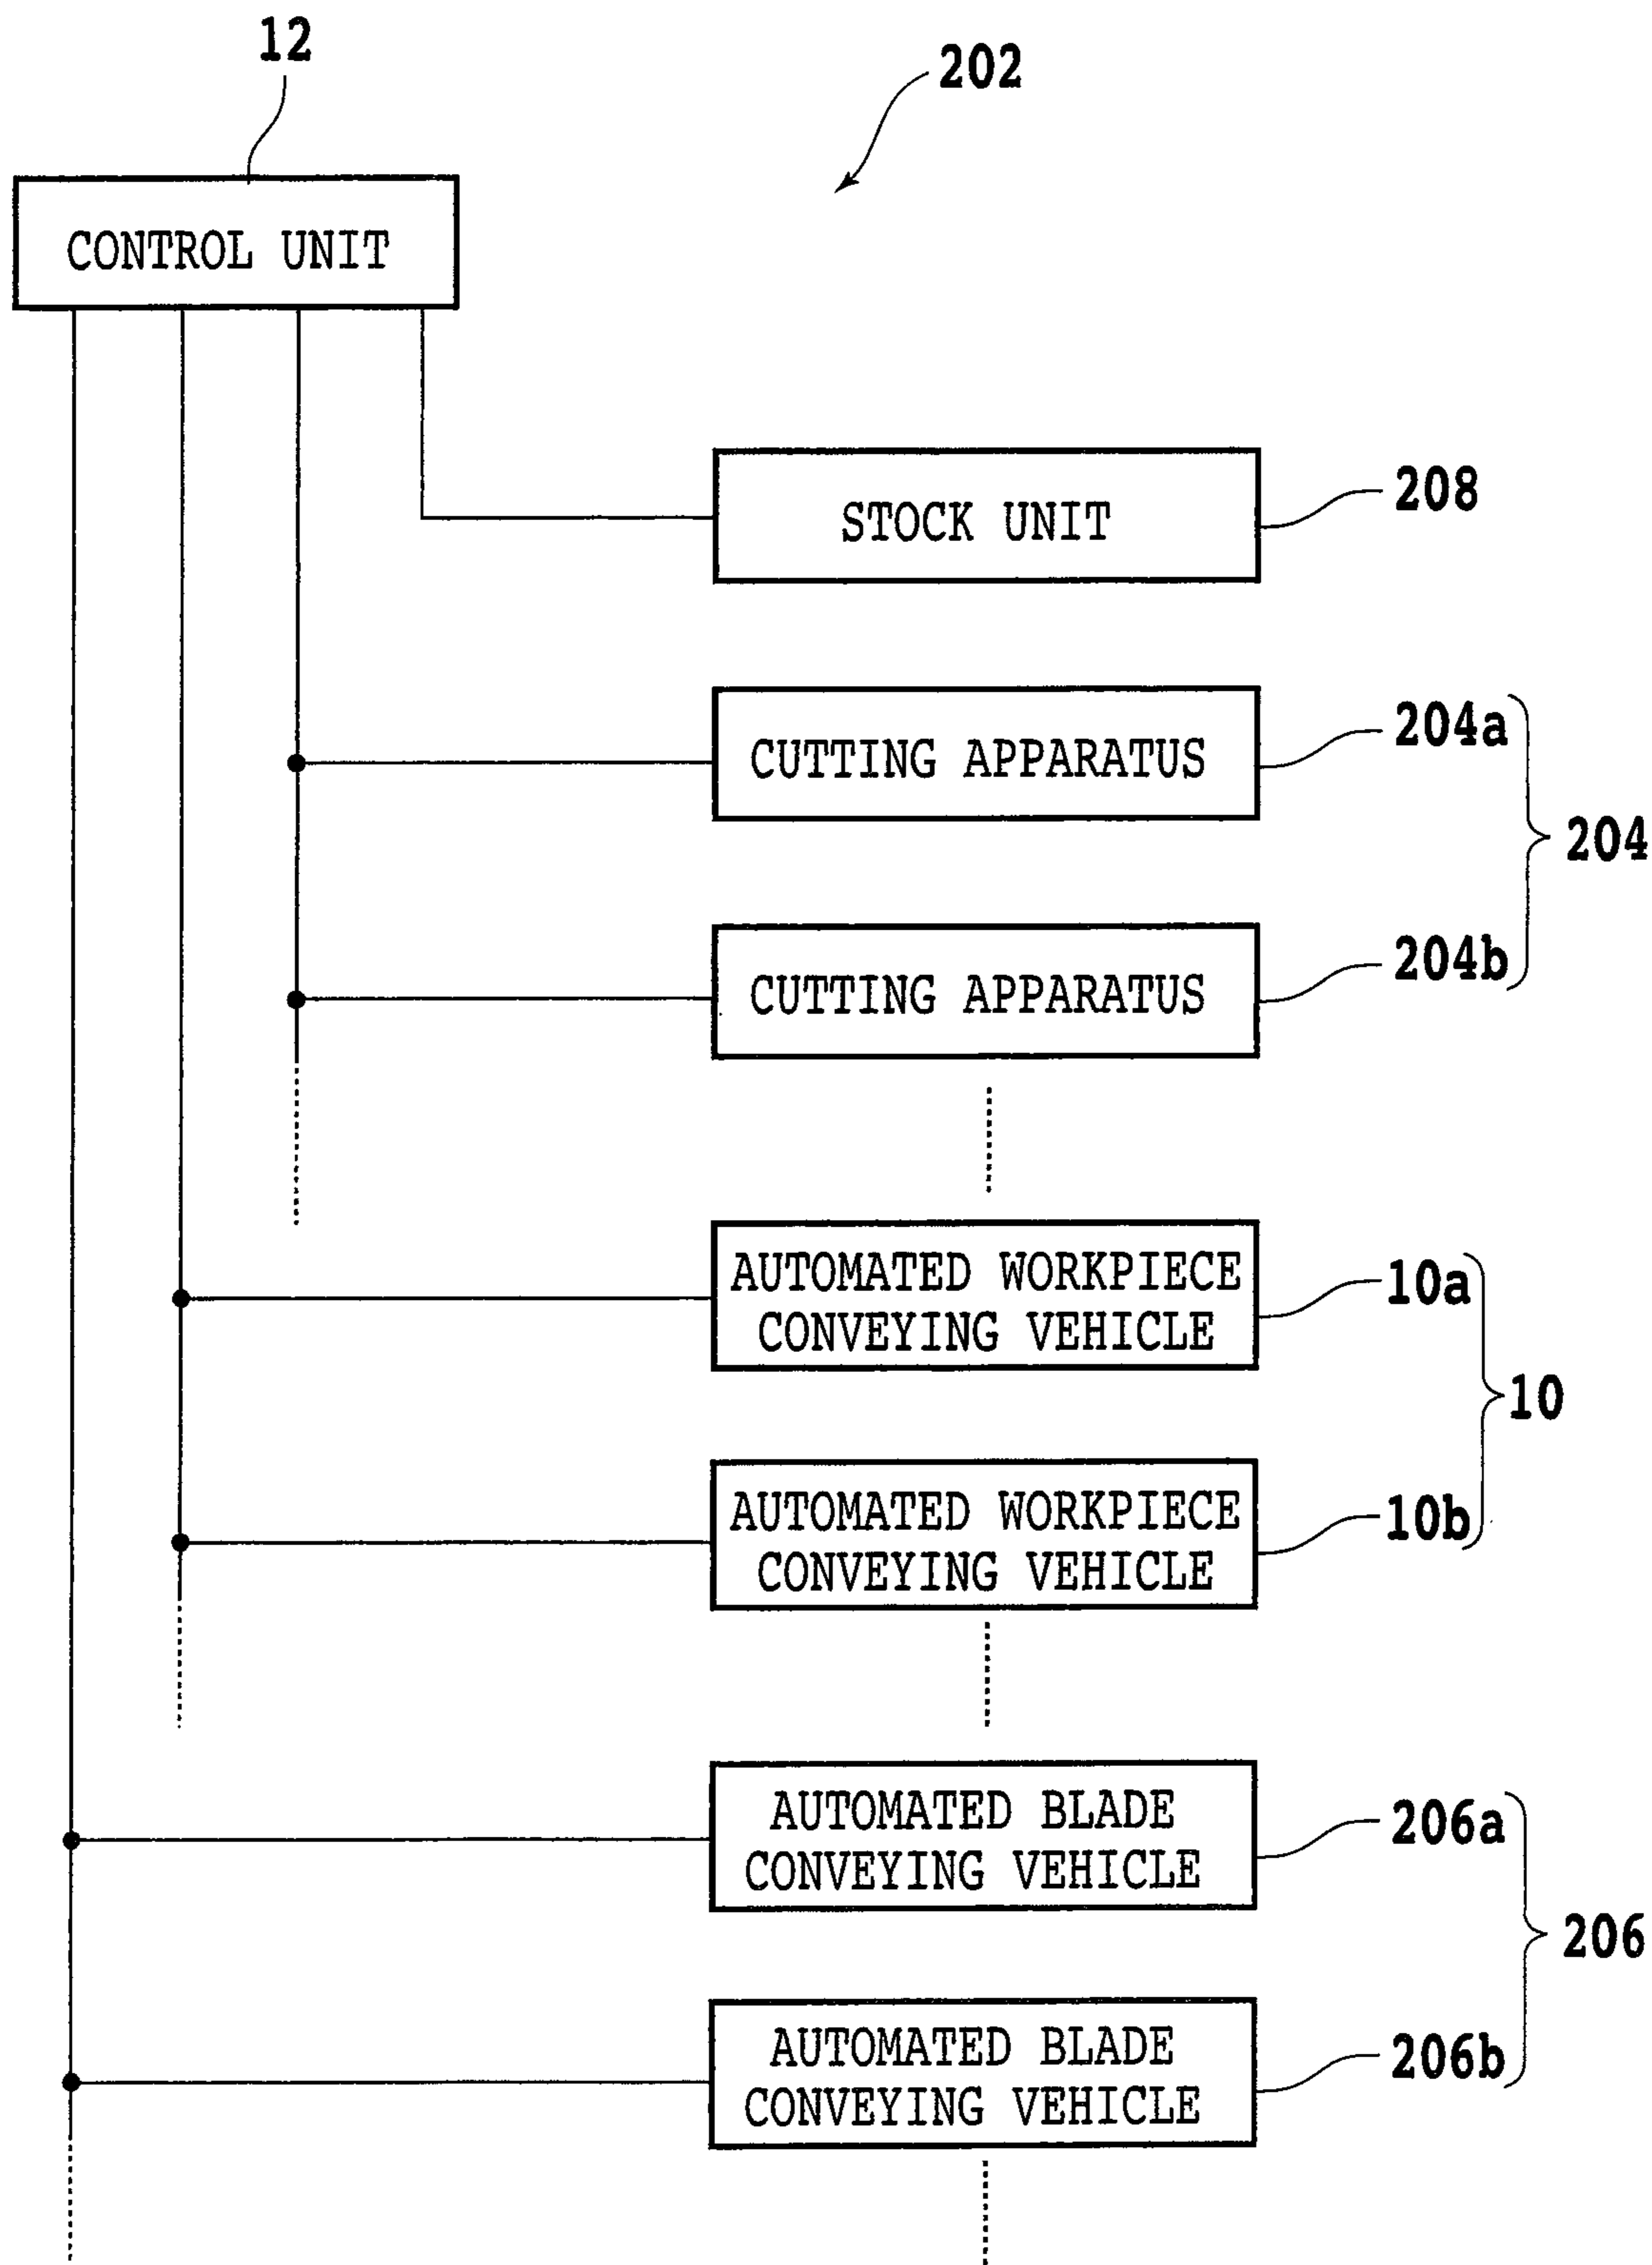 12
202
CONTROL UNIT
STOCK UNIT
208
CUTTING APPARATUS
204a
204
CUTTING APPARATUS
204b
AUTOMATED WORKPIECE
CONVEYING VEHICLE
10a
10
AUTOMATED WORKPIECE
CONVEYING VEHICLE
10b
AUTOMATED BLADE
CONVEYING VEHICLE
206a
206
AUTOMATED BLADE
CONVEYING VEHICLE
206b